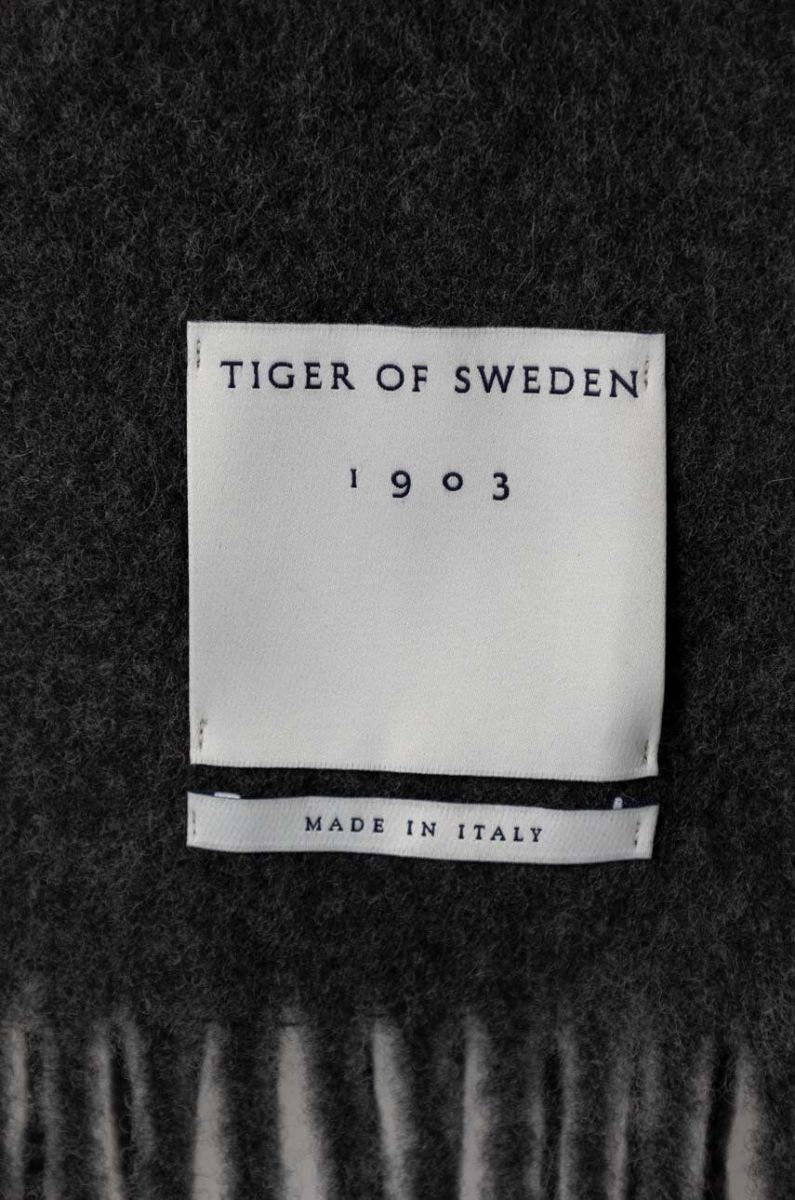 TIGER OF SWEDEN
1903
MADE IN ITALY